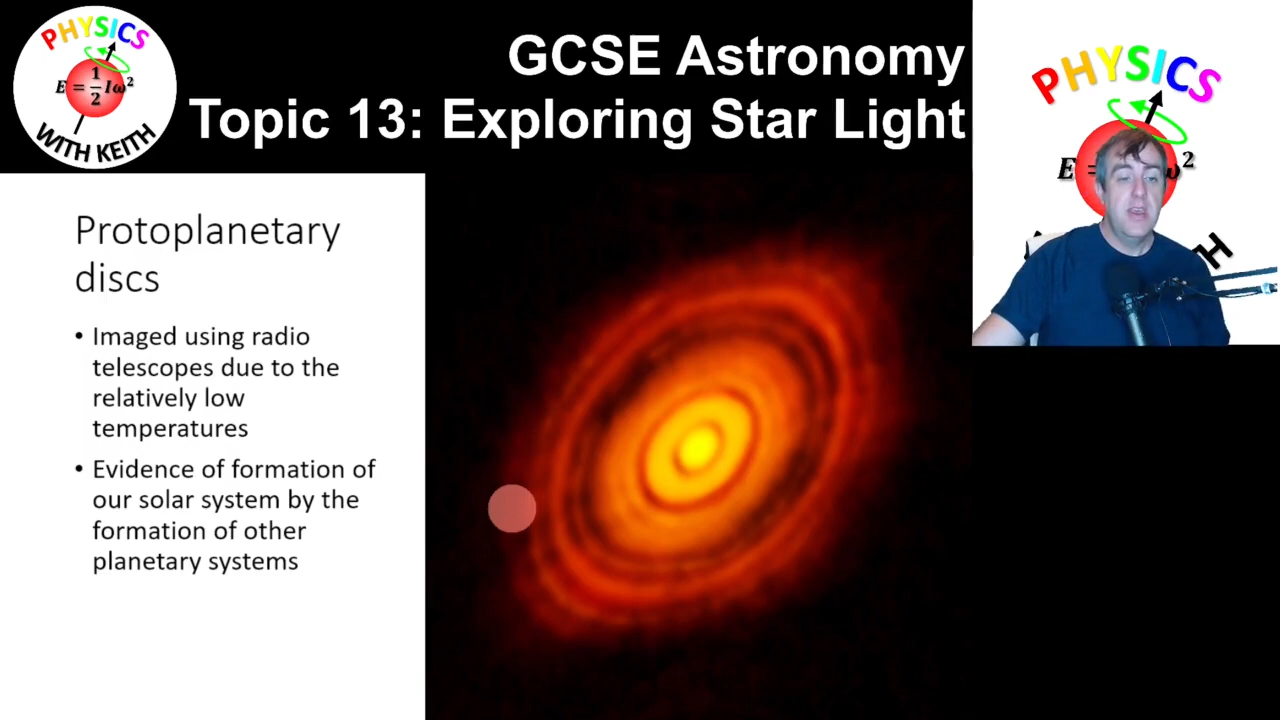 PHYSICS
E = 1/2 Iω²
WITH KEITH
GCSE Astronomy
Topic 13: Exploring Star Light
PHYSICS
E = ω²
H
Protoplanetary
discs
• Imaged using radio
telescopes due to the
relatively low
temperatures
• Evidence of formation of
our solar system by the
formation of other
planetary systems